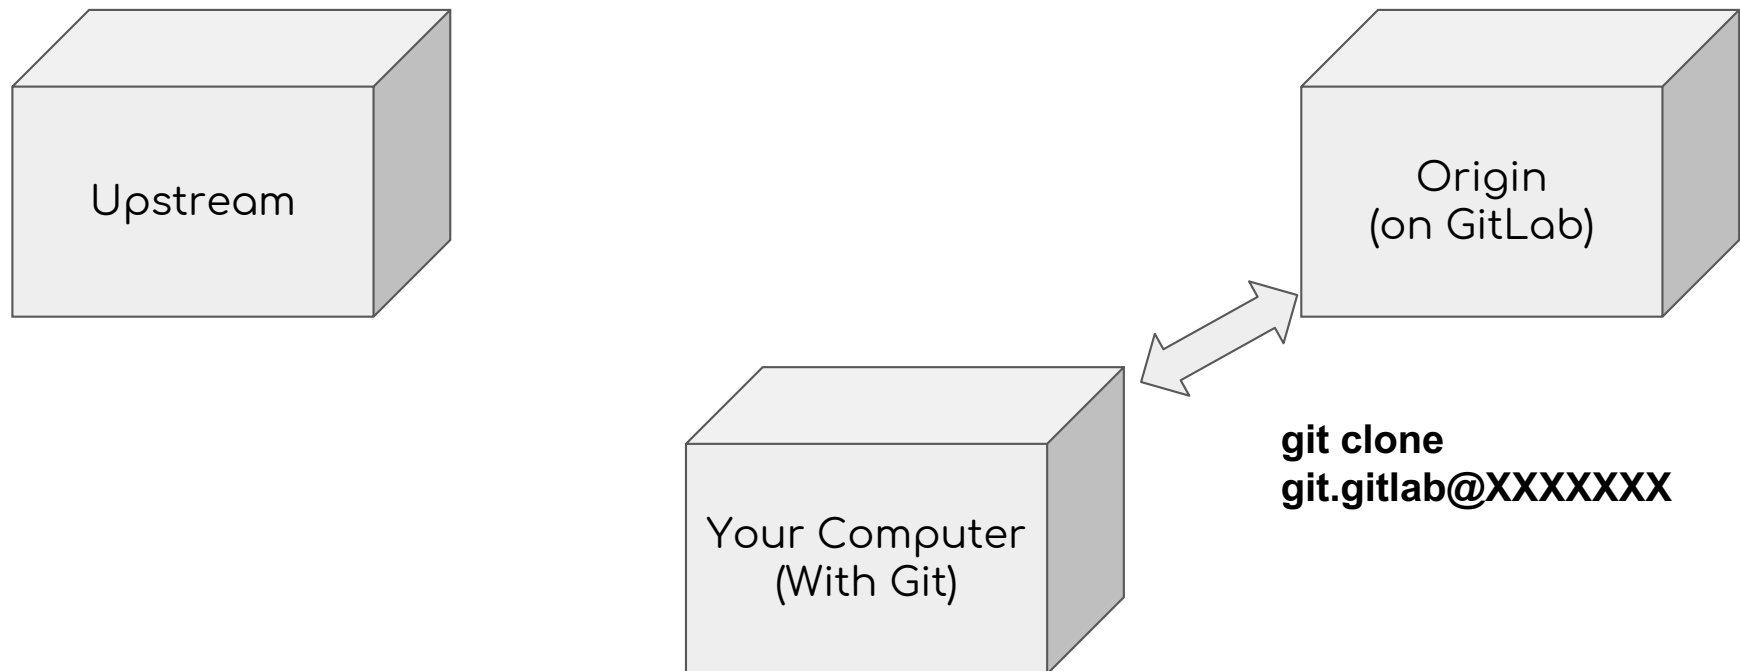 Upstream
Origin
(on GitLab)
git clone
git.gitlab@XXXXXXX
Your Computer
(With Git)